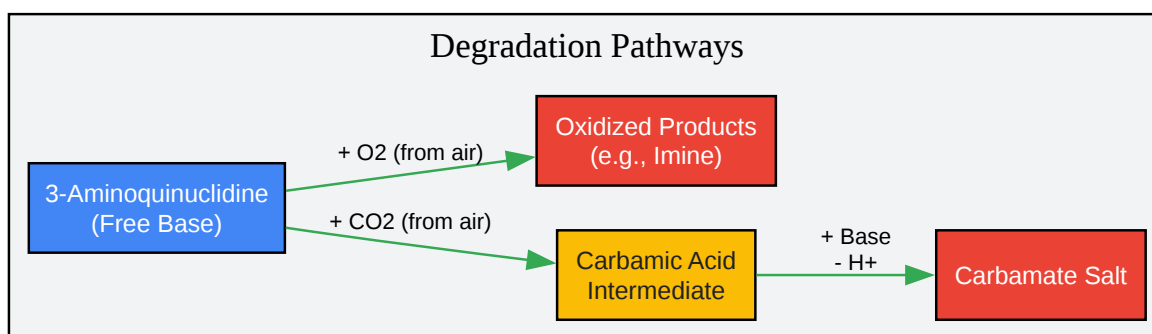 Degradation Pathways
Oxidized Products
(e.g., Imine)
+ O2 (from air)
3-Aminoquinuclidine
(Free Base)
+ CO2 (from air)
Carbamic Acid
Intermediate
+ Base
- H+
Carbamate Salt